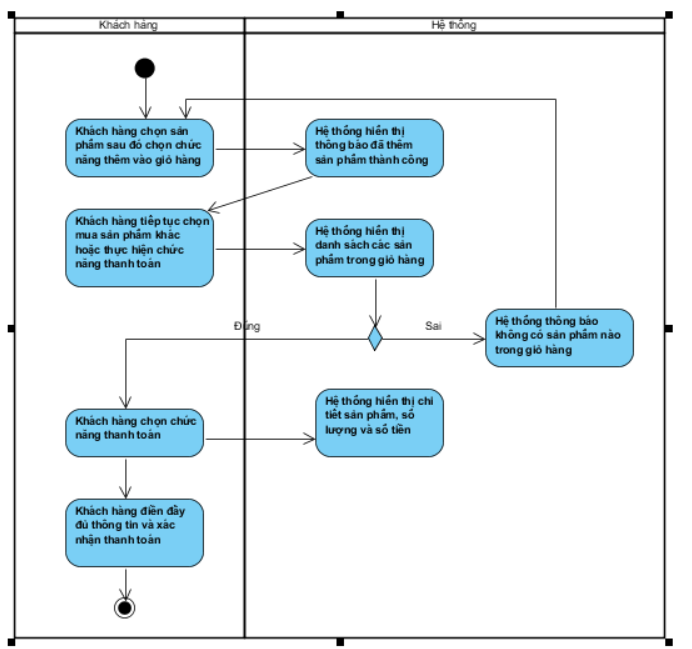 Khách hàng
Hệ thống
Khách hàng chọn sản
phẩm sau đó chọn chức
năng thêm vào giỏ hàng
Hệ thống hiển thị
thông báo đã thêm
sản phẩm thành công
Khách hàng tiếp tục chọn
mua sản phẩm khác
hoặc thực hiện chức
năng thanh toán
Hệ thống hiển thị
danh sách các sản
phẩm trong giỏ hàng
Đúng
Sai
Hệ thống thông báo
không có sản phẩm nào
trong giỏ hàng
Khách hàng chọn chức
năng thanh toán
Hệ thống hiển thị chi
tiết sản phẩm, số
lượng và số tiền
Khách hàng điền đầy
đủ thông tin và xác
nhận thanh toán